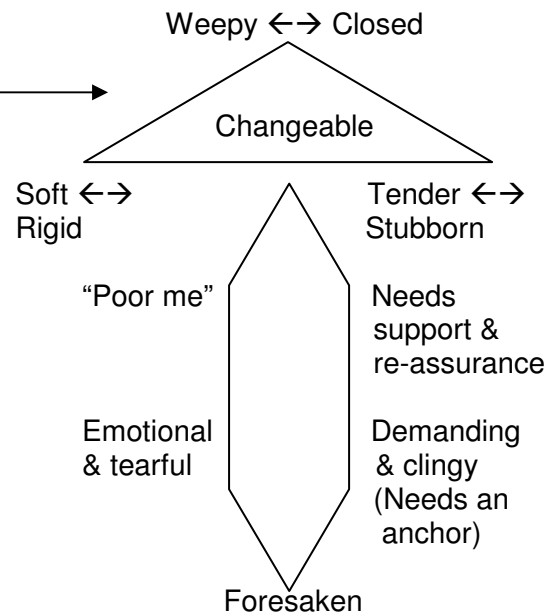 Weepy ←→ Closed
Changeable
Soft ←→
Rigid
Tender ←→
Stubborn
“Poor me”
Needs
support &
re-assurance
Emotional
& tearful
Demanding
& clingy
(Needs an
anchor)
Foresaken